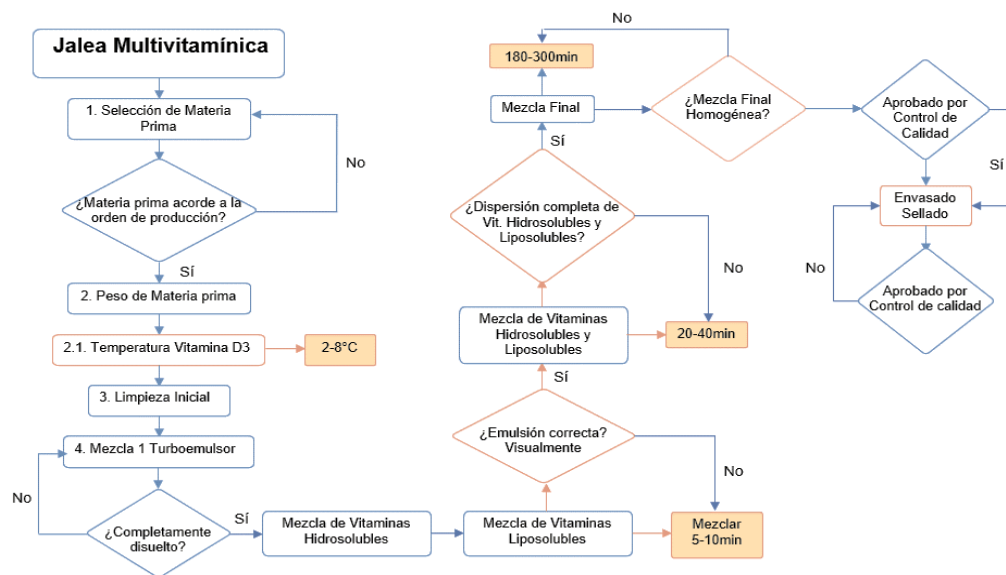 Jalea Multivitamínica
1. Selección de Materia
Prima
No
¿Materia prima acorde a la
orden de producción?
Sí
2. Peso de Materia prima
2.1. Temperatura Vitamina D3
2-8°C
3. Limpieza Inicial
4. Mezcla 1 Turboemulsor
No
¿Completamente
disuelto?
Sí
Mezcla de Vitaminas
Hidrosolubles
Mezcla de Vitaminas
Liposolubles
Mezclar
5-10min
¿Emulsión correcta?
Visualmente
No
Sí
Mezcla de Vitaminas
Hidrosolubles y
Liposolubles
20-40min
¿Dispersión completa de
Vit. Hidrosolubles y
Liposolubles?
No
Sí
Mezcla Final
180-300min
No
¿Mezcla Final
Homogénea?
Aprobado por
Control de
Calidad
No
Sí
Envasado
Sellado
No
Aprobado por
Control de calidad